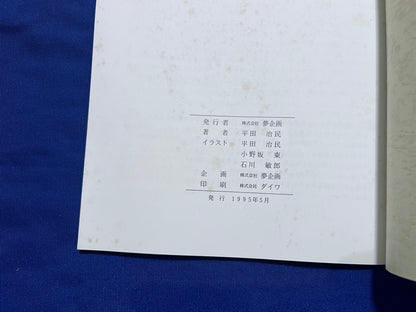 発行者 株式会社 夢企画
著者 平田 治民
イラスト 平田 治民
小野坂 東
石川 敏郎
企画 株式会社 夢企画
印刷 株式会社 ダイワ
発行 1995年5月